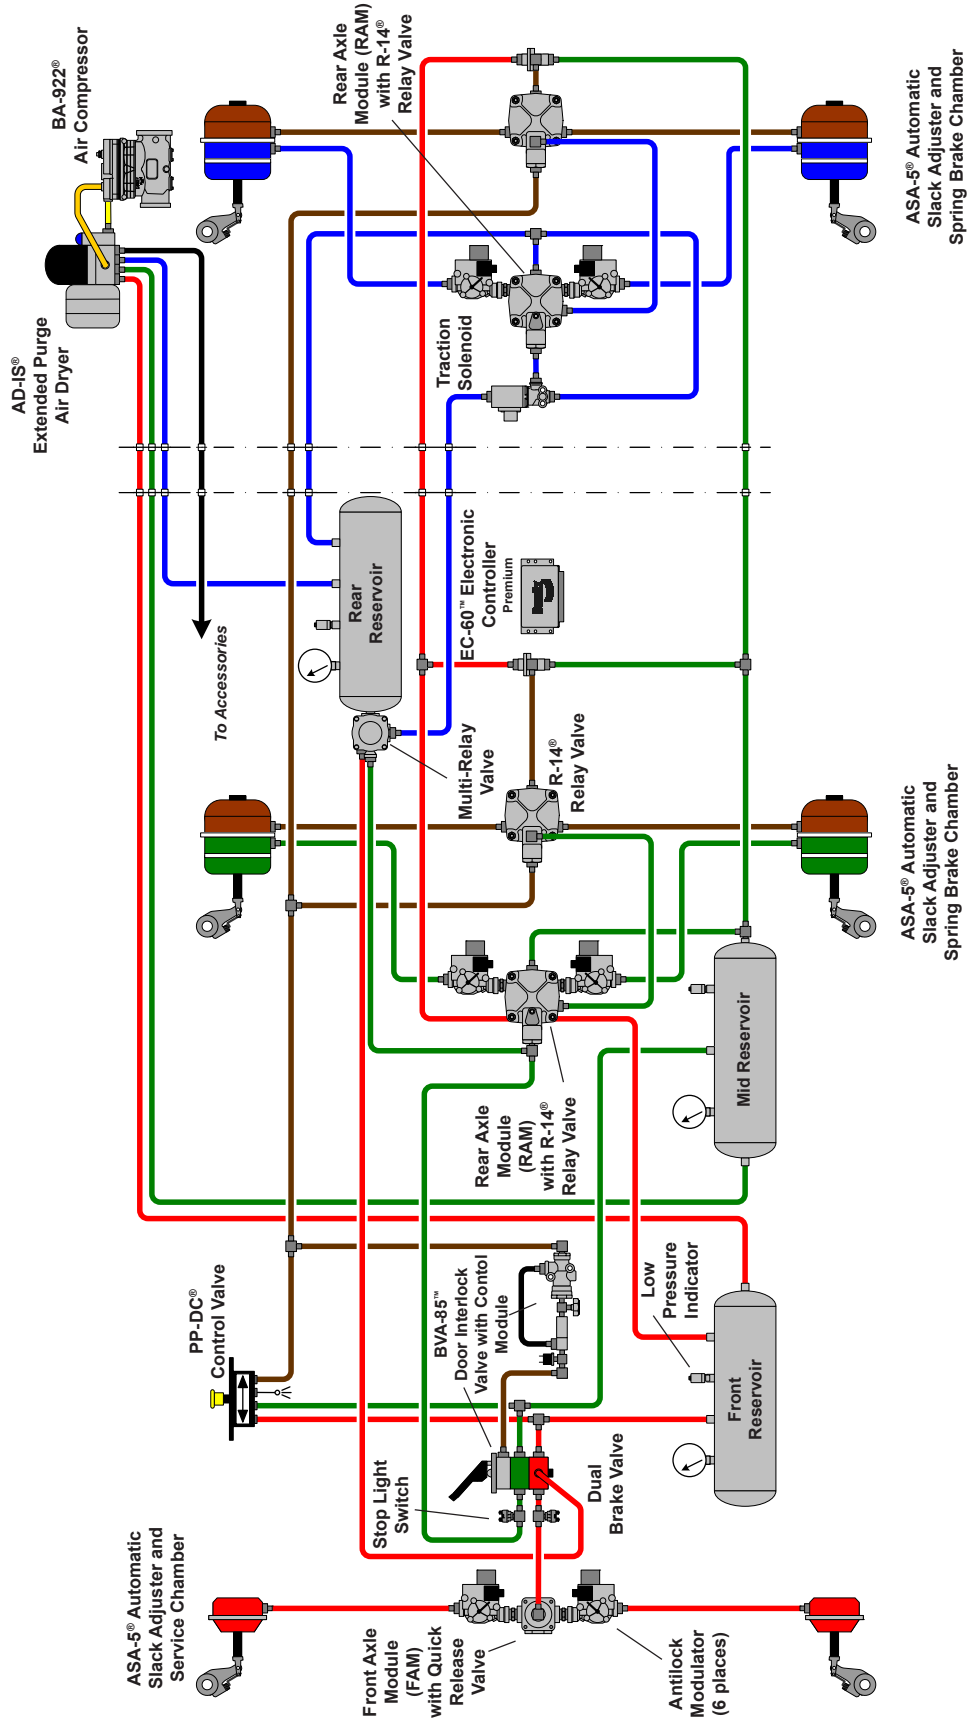 BA-922®
Air Compressor
AD-IS®
Extended Purge
Air Dryer
Rear Axle
Module (RAM)
with R-14®
Relay Valve
ASA-5® Automatic
Slack Adjuster and
Spring Brake Chamber
Traction
Solenoid
To Accessories
Rear
Reservoir
EC-60™ Electronic
Controller
Premium
Multi-Relay
Valve
R-14®
Relay Valve
ASA-5® Automatic
Slack Adjuster and
Spring Brake Chamber
Rear Axle
Module
(RAM)
with R-14®
Relay Valve
Mid Reservoir
PP-DC®
Control Valve
BVA-85™
Door Interlock
Valve with Contol
Module
Low
Pressure
Indicator
Front
Reservoir
Stop Light
Switch
Dual
Brake Valve
ASA-5® Automatic
Slack Adjuster and
Service Chamber
Front Axle
Module
(FAM)
with Quick
Release
Valve
Antilock
Modulator
(6 places)